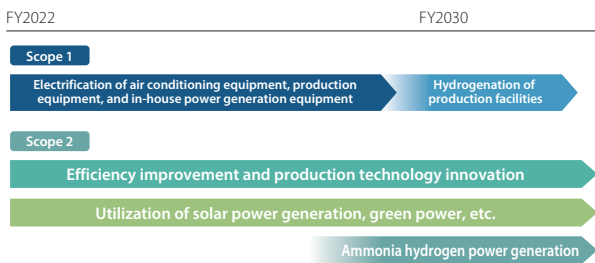 FY2022 FY2030
Scope 1
Electrification of air conditioning equipment, production
equipment, and in-house power generation equipment
Hydrogenation of
production facilities
Scope 2
Efficiency improvement and production technology innovation
Utilization of solar power generation, green power, etc.
Ammonia hydrogen power generation